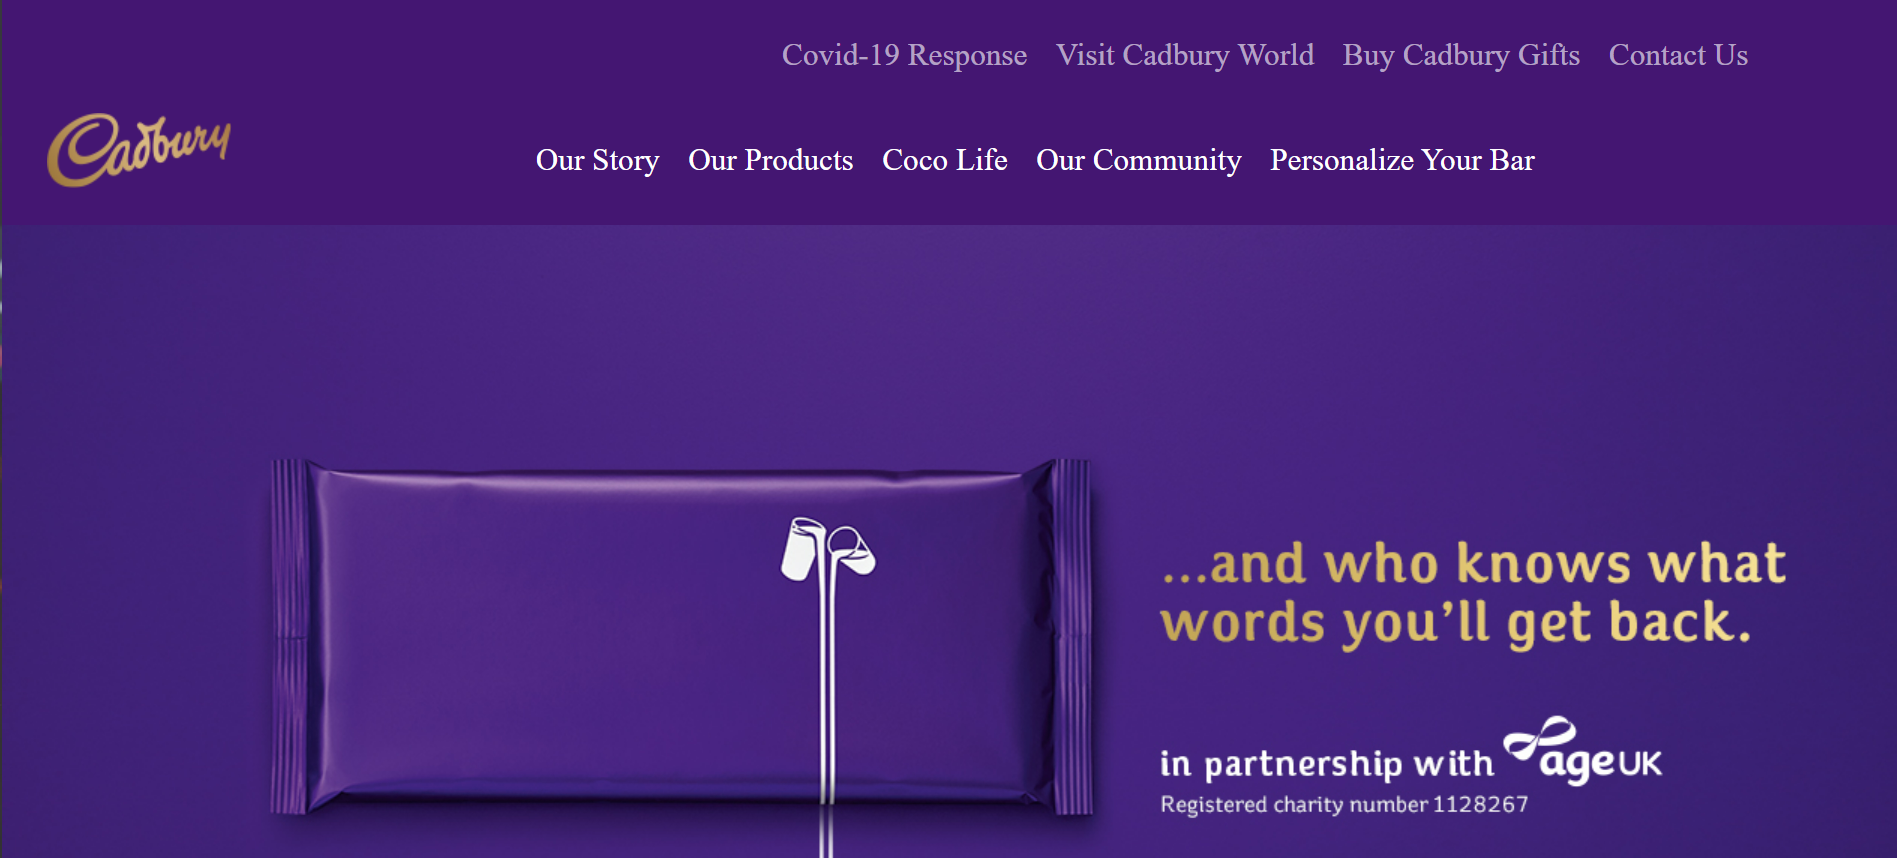 Covid-19 Response Visit Cadbury World Buy Cadbury Gifts Contact Us
Cadbury
Our Story Our Products Coco Life Our Community Personalize Your Bar
...and who knows what
words you'll get back.
in partnership with age UK
Registered charity number 1128267